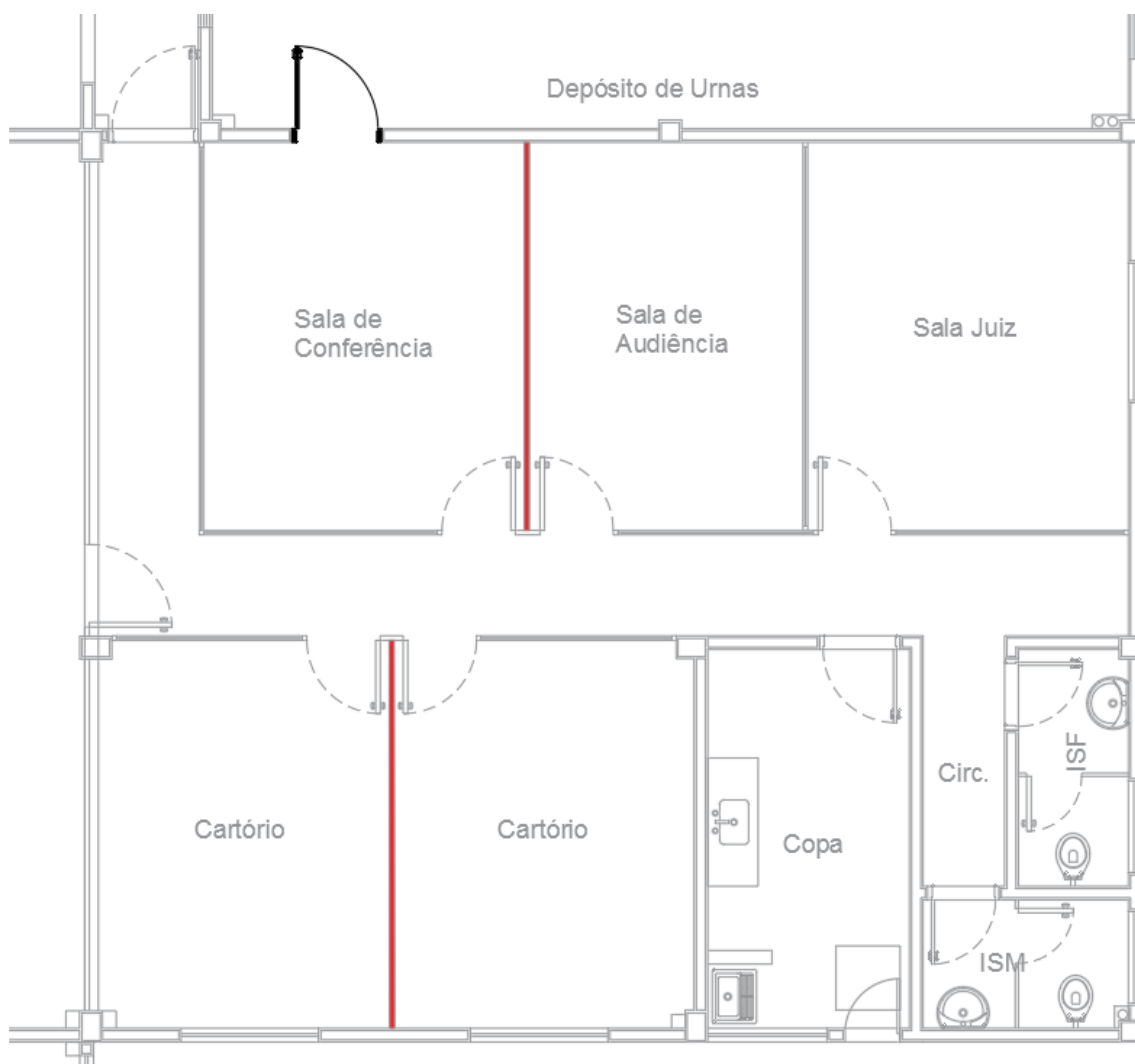 Depósito de Urnas
Sala de
Conferência
Sala de
Audiência
Sala Juiz
Cartório
Cartório
Copa
Circ.
ISF
ISM